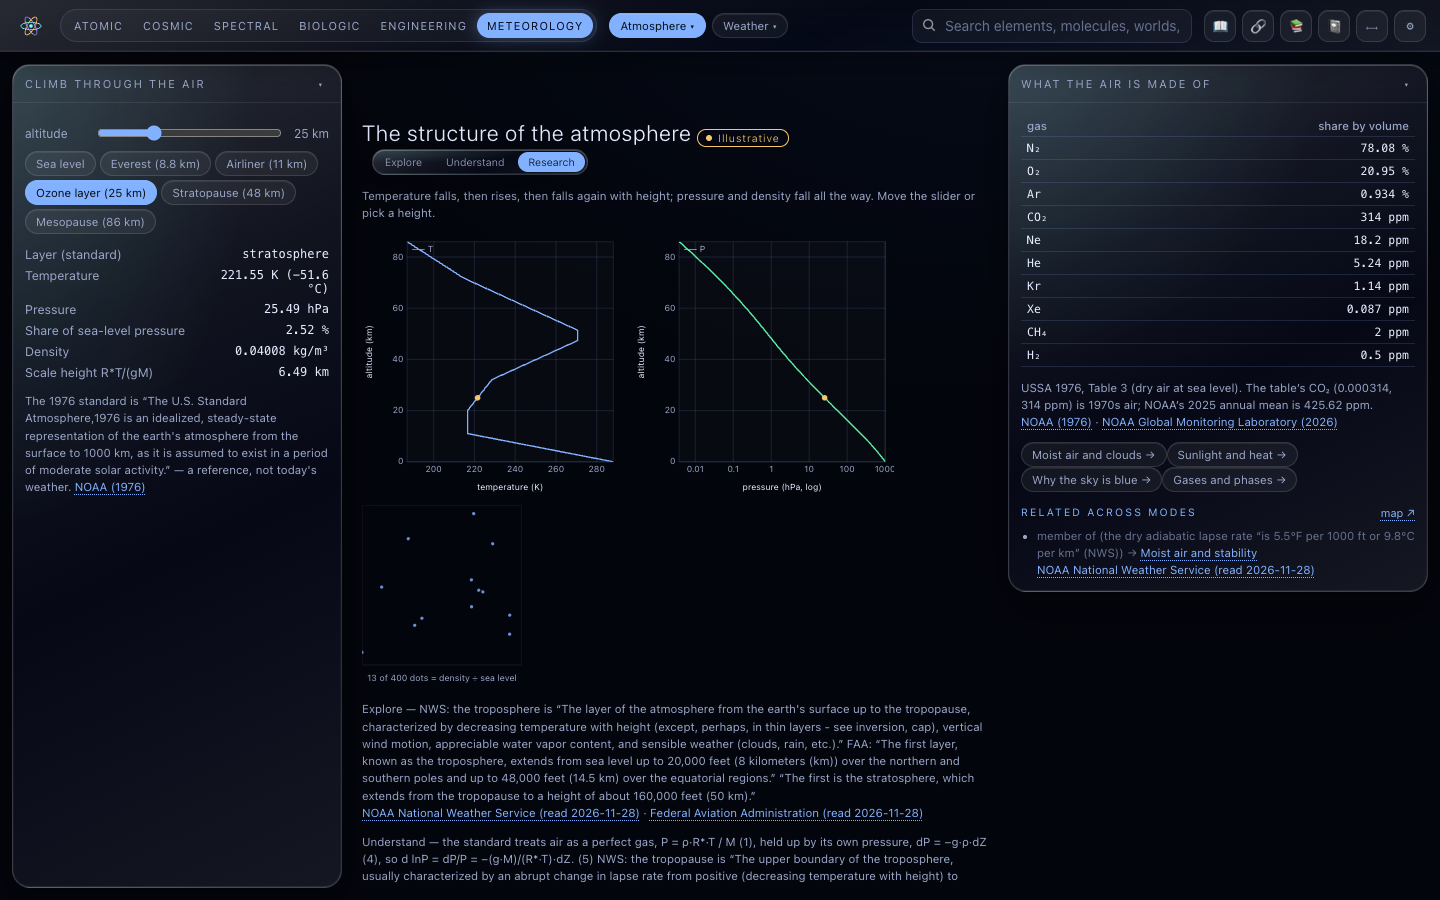 ATOMIC COSMIC SPECTRAL BIOLOGIC ENGINEERING METEOROLOGY Atmosphere ▾ Weather ▾ Search elements, molecules, worlds,
CLIMB THROUGH THE AIR
altitude 25 km
Sea level Everest (8.8 km) Airliner (11 km)
Ozone layer (25 km) Stratopause (48 km)
Mesopause (86 km)
Layer (standard) stratosphere
Temperature 221.55 K (−51.6
°C)
Pressure 25.49 hPa
Share of sea-level pressure 2.52 %
Density 0.04008 kg/m³
Scale height R*T/(gM) 6.49 km
The 1976 standard is “The U.S. Standard
Atmosphere,1976 is an idealized, steady-state
representation of the earth's atmosphere from the
surface to 1000 km, as it is assumed to exist in a period
of moderate solar activity.” — a reference, not today's
weather. NOAA (1976)
The structure of the atmosphere Illustrative
Explore Understand Research
Temperature falls, then rises, then falls again with height; pressure and density fall all the way. Move the slider or
pick a height.
T
80
60
40
20
0
altitude (km)
200 220 240 260 280
temperature (K)
P
80
60
40
20
0
altitude (km)
0.01 0.1 1 10 100 1000
pressure (hPa, log)
13 of 400 dots = density ÷ sea level
Explore — NWS: the troposphere is “The layer of the atmosphere from the earth's surface up to the tropopause,
characterized by decreasing temperature with height (except, perhaps, in thin layers - see inversion, cap), vertical
wind motion, appreciable water vapor content, and sensible weather (clouds, rain, etc.).” FAA: “The first layer,
known as the troposphere, extends from sea level up to 20,000 feet (8 kilometers (km)) over the northern and
southern poles and up to 48,000 feet (14.5 km) over the equatorial regions.” “The first is the stratosphere, which
extends from the tropopause to a height of about 160,000 feet (50 km).”
NOAA National Weather Service (read 2026-11-28) · Federal Aviation Administration (read 2026-11-28)
Understand — the standard treats air as a perfect gas, P = ρ·R*·T / M (1), held up by its own pressure, dP = −g·ρ·dZ
(4), so d lnP = dP/P = −(g·M)/(R*·T)·dZ. (5) NWS: the tropopause is “The upper boundary of the troposphere,
usually characterized by an abrupt change in lapse rate from positive (decreasing temperature with height) to
WHAT THE AIR IS MADE OF
gas share by volume
N₂ 78.08 %
O₂ 20.95 %
Ar 0.934 %
CO₂ 314 ppm
Ne 18.2 ppm
He 5.24 ppm
Kr 1.14 ppm
Xe 0.087 ppm
CH₄ 2 ppm
H₂ 0.5 ppm
USSA 1976, Table 3 (dry air at sea level). The table's CO₂ (0.000314,
314 ppm) is 1970s air; NOAA's 2025 annual mean is 425.62 ppm.
NOAA (1976) · NOAA Global Monitoring Laboratory (2026)
Moist air and clouds → Sunlight and heat →
Why the sky is blue → Gases and phases →
RELATED ACROSS MODES map ↗
member of (the dry adiabatic lapse rate “is 5.5°F per 1000 ft or 9.8°C
per km” (NWS)) → Moist air and stability
NOAA National Weather Service (read 2026-11-28)